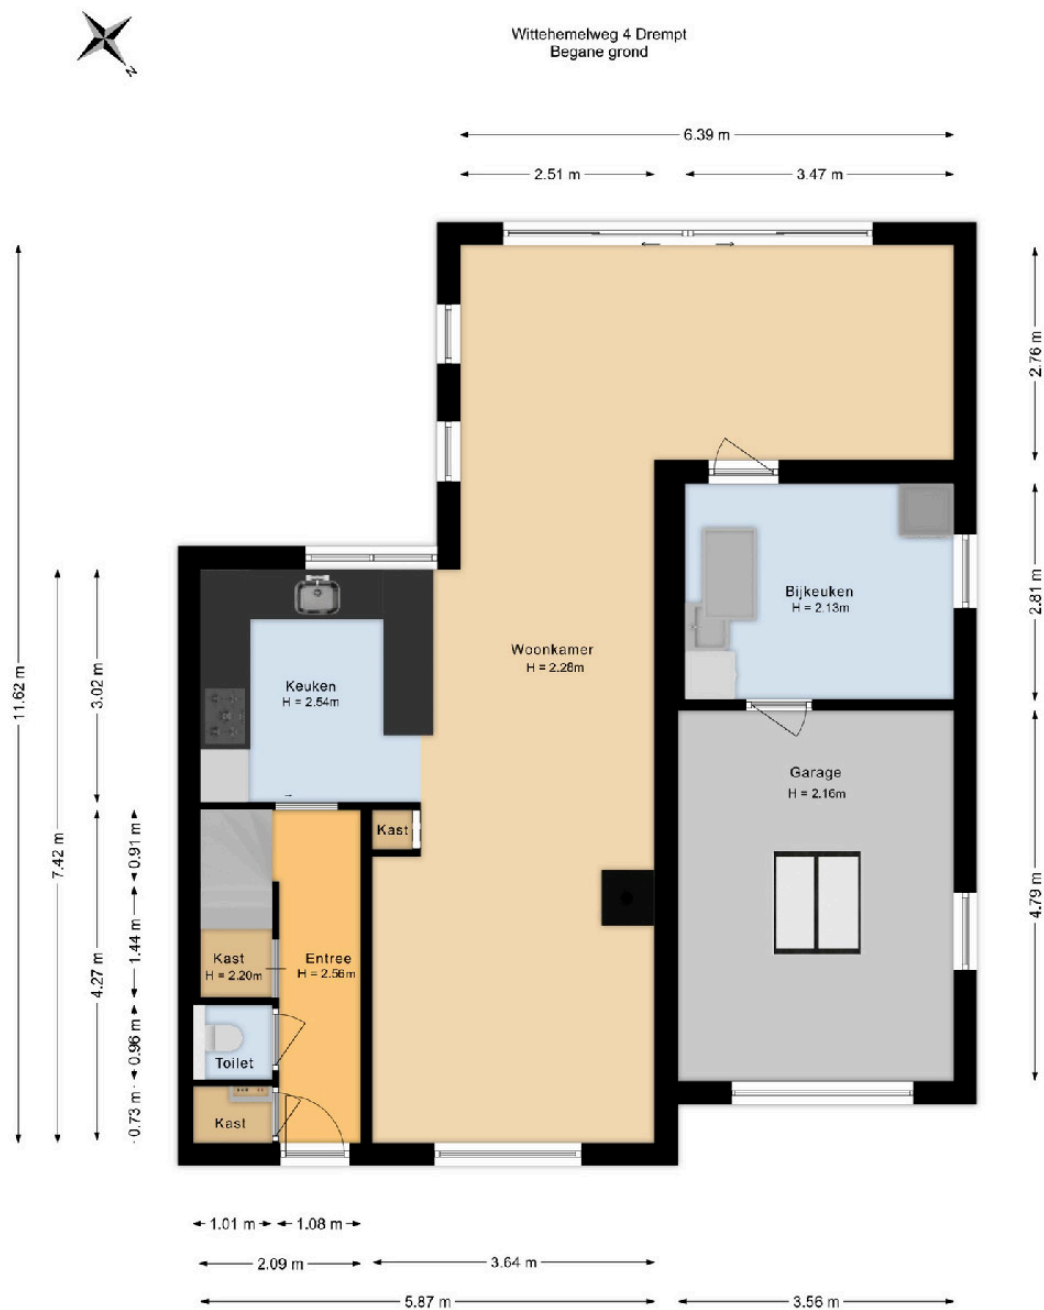 Wittehemelweg 4 Drempt
Begane grond
N
6.39 m
2.51 m
3.47 m
2.76 m
Bijkeuken
H = 2.13m
2.81 m
Woonkamer
H = 2.28m
11.62 m
3.02 m
Keuken
H = 2.54m
Garage
H = 2.16m
Kast
7.42 m
0.91 m
4.79 m
1.44 m
4.27 m
Kast
H = 2.20m
Entree
H = 2.56m
0.96 m
Toilet
0.73 m
Kast
1.01 m
1.08 m
2.09 m
3.64 m
5.87 m
3.56 m